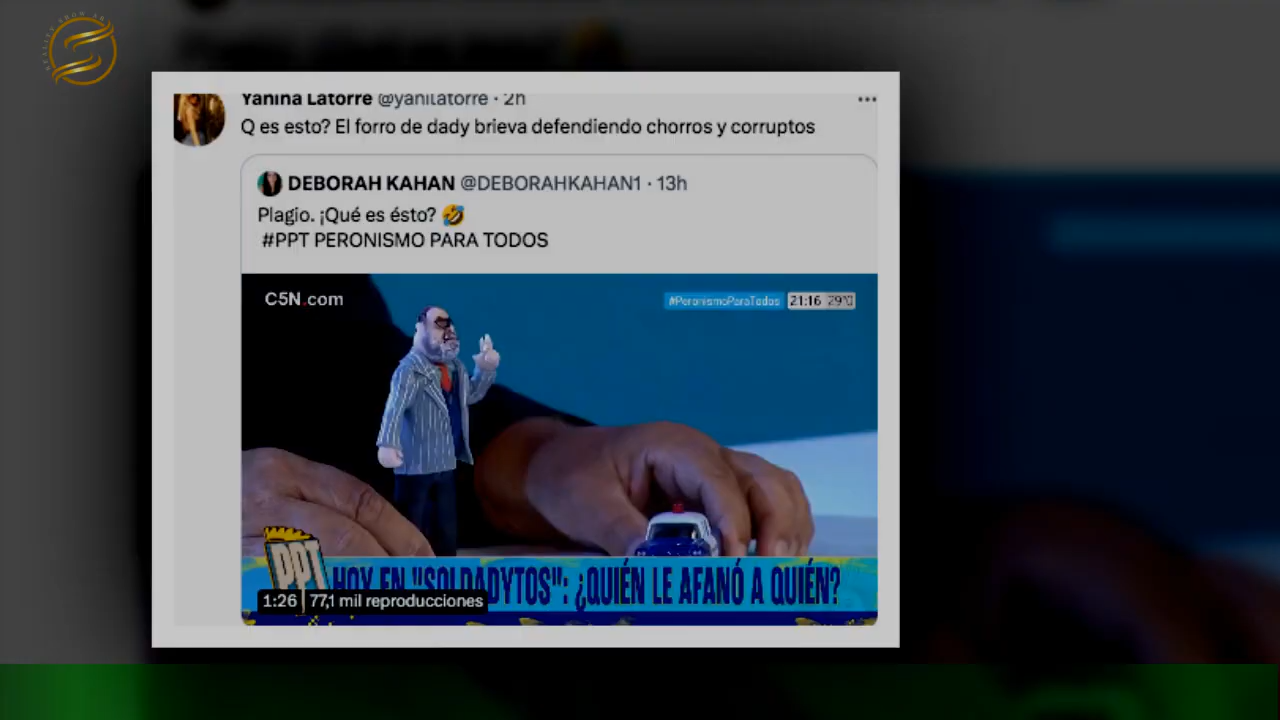 Yanina Latorre @yanilatorre · 2h
Q es esto? El forro de dady brieva defendiendo chorros y corruptos
DEBORAH KAHAN @DEBORAHKAHAN1 · 13h
Plagio. ¡Qué es ésto? 🤣
#PPT PERONISMO PARA TODOS
C5N.com
#PeronismoParaTodos 21:16 29°
PPT
HOY EN "SOLDADYTOS": ¿QUIÉN LE AFANÓ A QUIÉN?
1:26 77,1 mil reproducciones